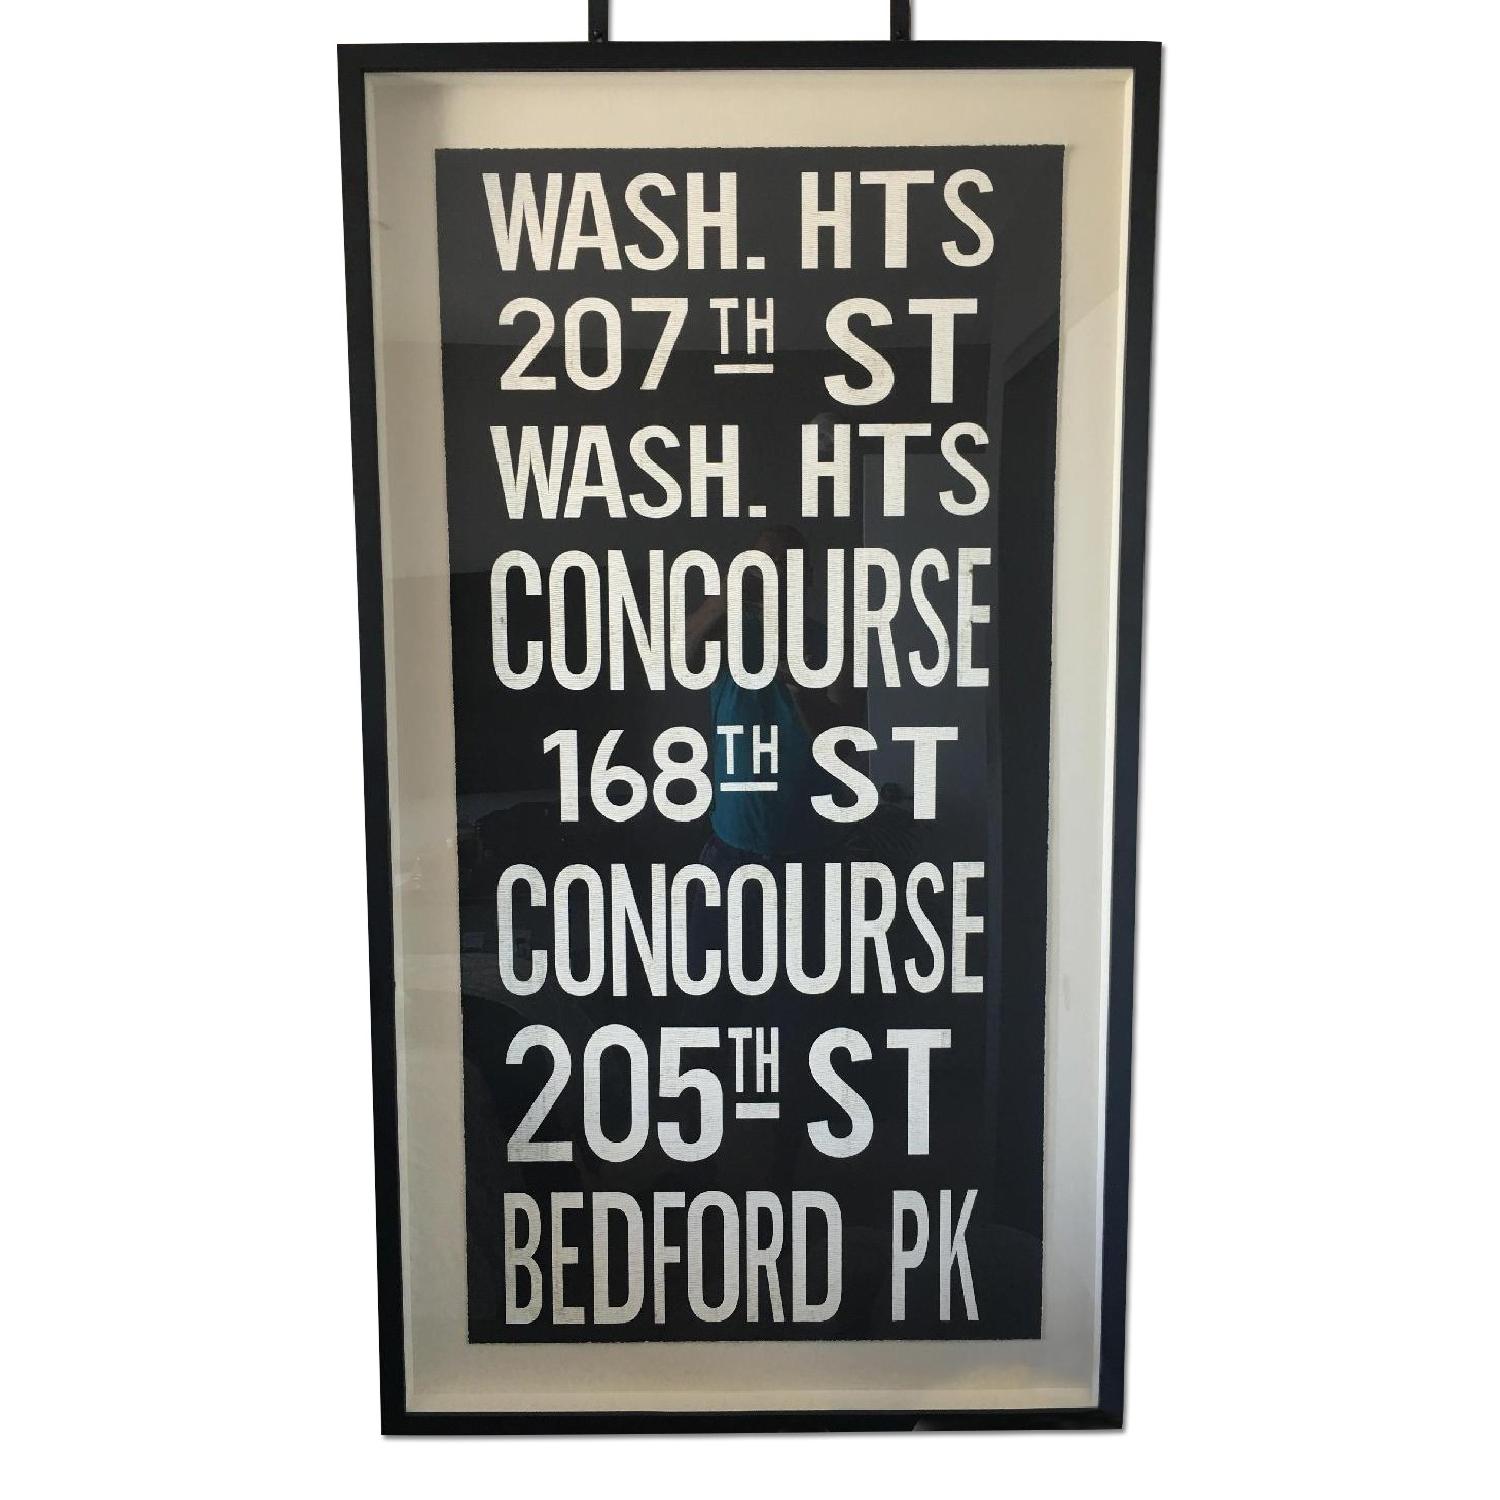 WASH. HTS
207TH ST
WASH. HTS
CONCOURSE
168TH ST
CONCOURSE
205TH ST
BEDFORD PK